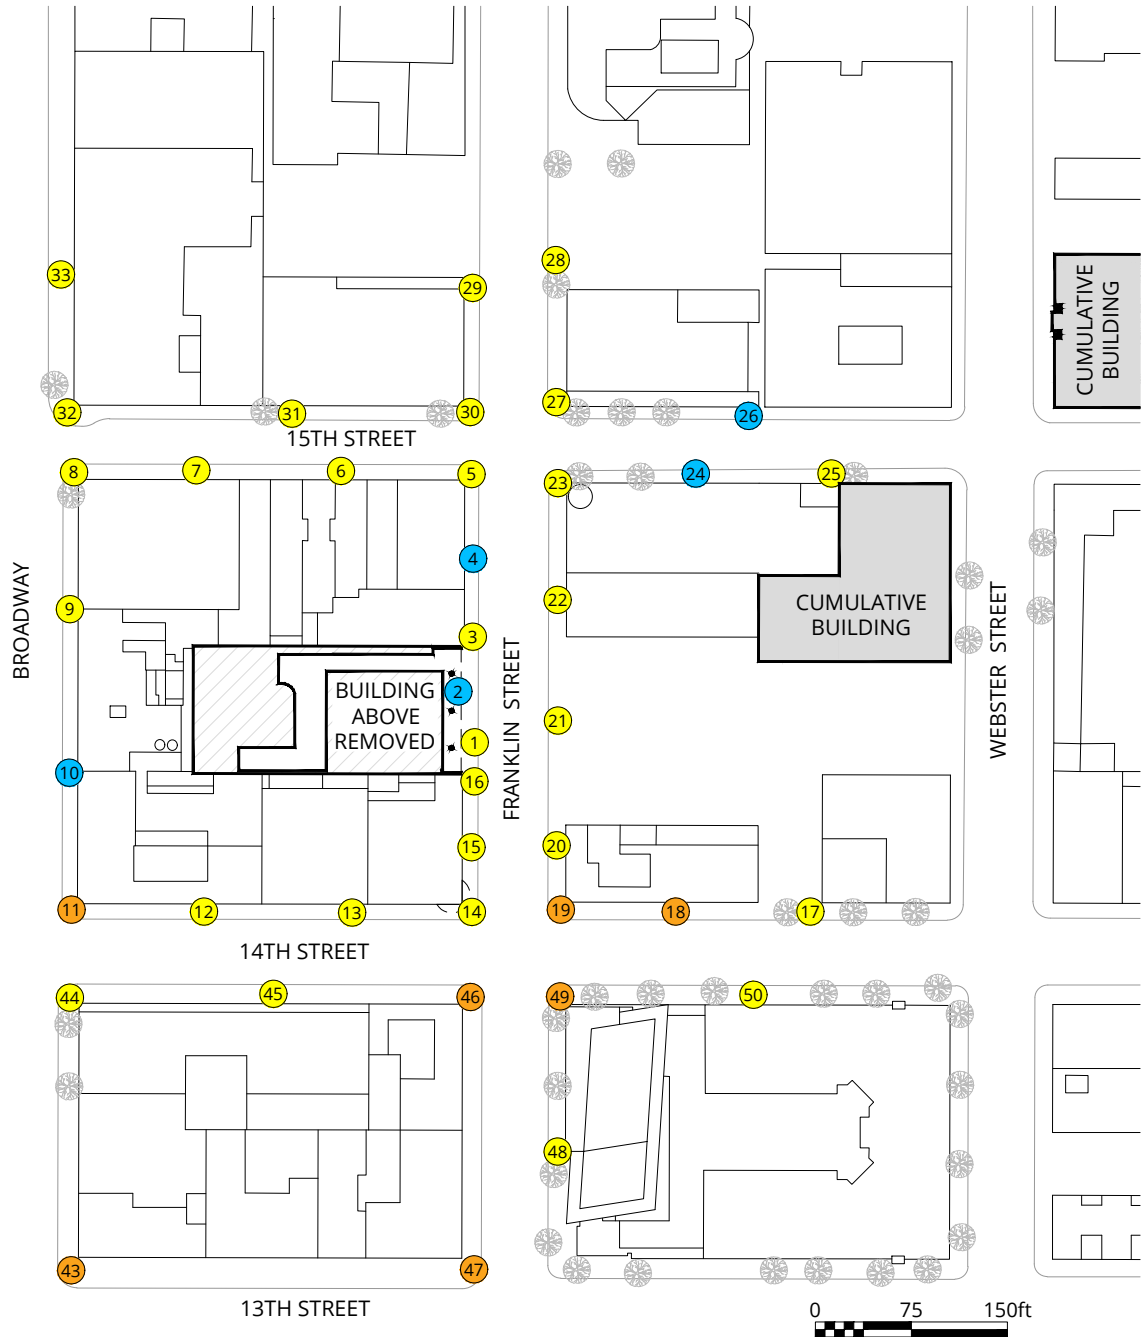 33
28
29
CUMULATIVE
BUILDING
32
31
30
27
26
15TH STREET
8
7
6
5
23
24
25
4
9
22
CUMULATIVE
BUILDING
BROADWAY
3
FRANKLIN STREET
WEBSTER STREET
BUILDING
ABOVE
REMOVED
2
1
21
10
16
15
20
11
12
13
14
19
18
17
14TH STREET
44
45
46
49
50
48
43
47
13TH STREET
0 75 150ft